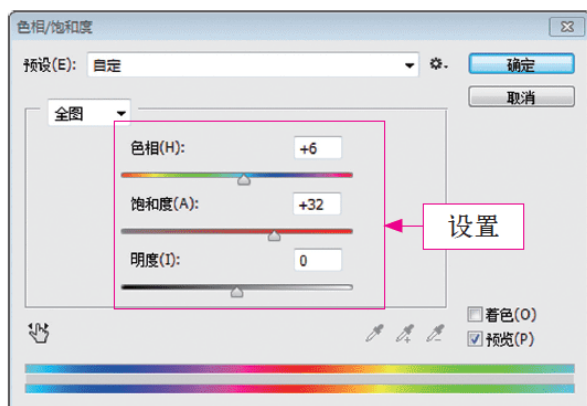 色相/饱和度
预设(E): 自定
确定
取消
全图
色相(H): +6
饱和度(A): +32
设置
明度(I): 0
着色(O)
预览(P)